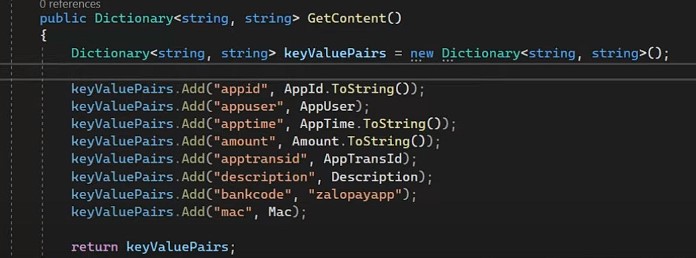 0 references
public Dictionary<string, string> GetContent()
{
Dictionary<string, string> keyValuePairs = new Dictionary<string, string>();
keyValuePairs.Add("appid", AppId.ToString());
keyValuePairs.Add("appuser", AppUser);
keyValuePairs.Add("apptime", AppTime.ToString());
keyValuePairs.Add("amount", Amount.ToString());
keyValuePairs.Add("apptransid", AppTransId);
keyValuePairs.Add("description", Description);
keyValuePairs.Add("bankcode", "zalopayapp");
keyValuePairs.Add("mac", Mac);
return keyValuePairs;